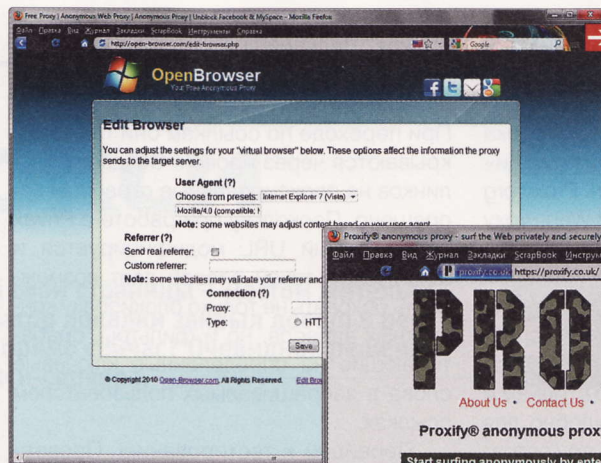 Free Proxy | Anonymous Web Proxy | Anonymous Proxy | Unblock Facebook & MySpace - Mozilla Firefox
Файл Правка Вид Журнал Закладки ScrapBook Инструменты Справка
http://open-browser.com/edit-browser.php
Google
OpenBrowser
Your Free Anonymous Proxy
Edit Browser
You can adjust the settings for your "virtual browser" below. These options affect the information the proxy
sends to the target server.
User Agent (?)
Choose from presets: Internet Explorer 7 (Vista)
Mozilla/4.0 (compatible; M
Note: some websites may adjust content based on your user agent
Referrer (?)
Send real referrer:
Custom referrer:
Note: some websites may validate your referrer and
Connection (?)
Proxy:
Type: HTT
Save
© Copyright 2010 Open-Browser.com. All Rights Reserved. Edit Brow
Proxify® anonymous proxy - surf the Web privately and securely
Файл Правка Вид Журнал Закладки ScrapBook Инструм
proxify.co.uk https://proxify.co.uk/
PRO
About Us • Contact Us •
Proxify® anonymous prox
Start surfing anonymously by ente